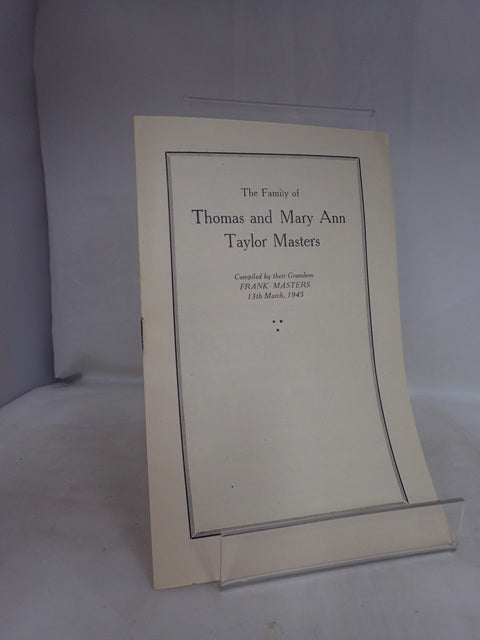 The Family of
Thomas and Mary Ann
Taylor Masters
Compiled by their Grandson
FRANK MASTERS
13th March, 1945